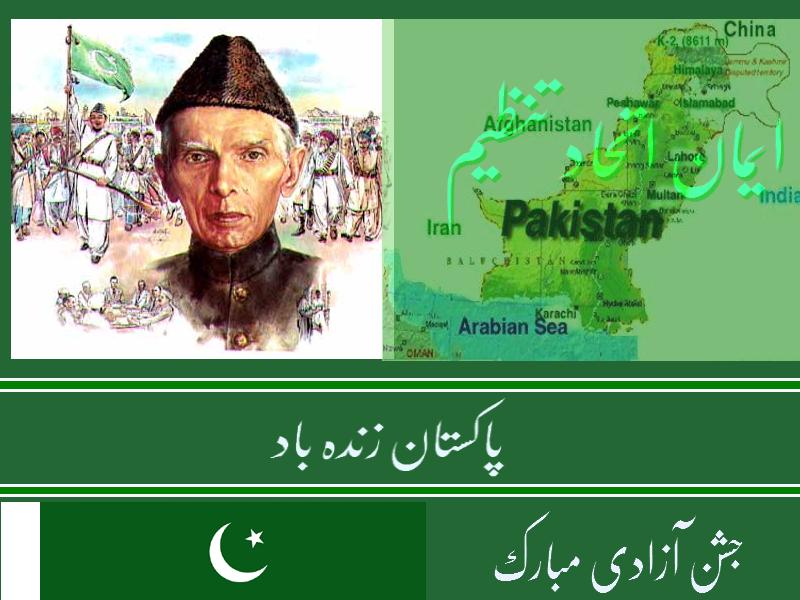 China
K-2, (8611 m)
Himalaya
Jammu & Kashmir
Disputed territory
Peshawar
Islamabad
Afghanistan
ایمان اتحاد تنظیم
Lahore
Multan
India
Iran
Pakistan
BALUCHISTAN
Karachi
Arabian Sea
OMAN
پاکستان زندہ باد
جشن آزادی مبارک